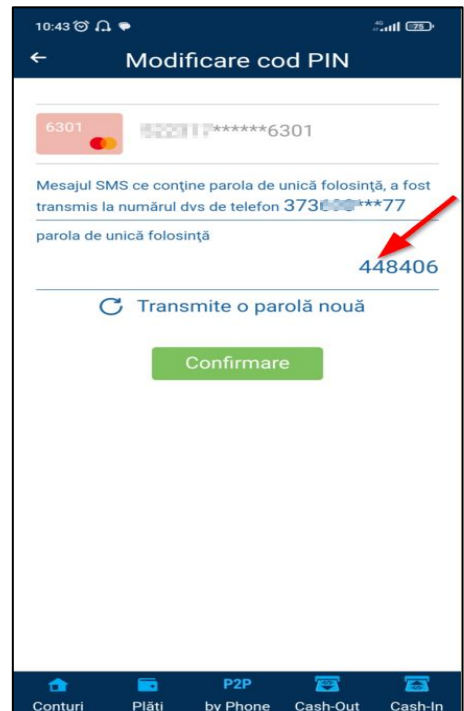 10:43
4G
75
Modificare cod PIN
6301
******6301
Mesajul SMS ce conţine parola de unică folosinţă, a fost
transmis la numărul dvs de telefon 373 ***77
parola de unică folosinţă
448406
Transmite o parolă nouă
Confirmare
P2P
Conturi Plăti by Phone Cash-Out Cash-In